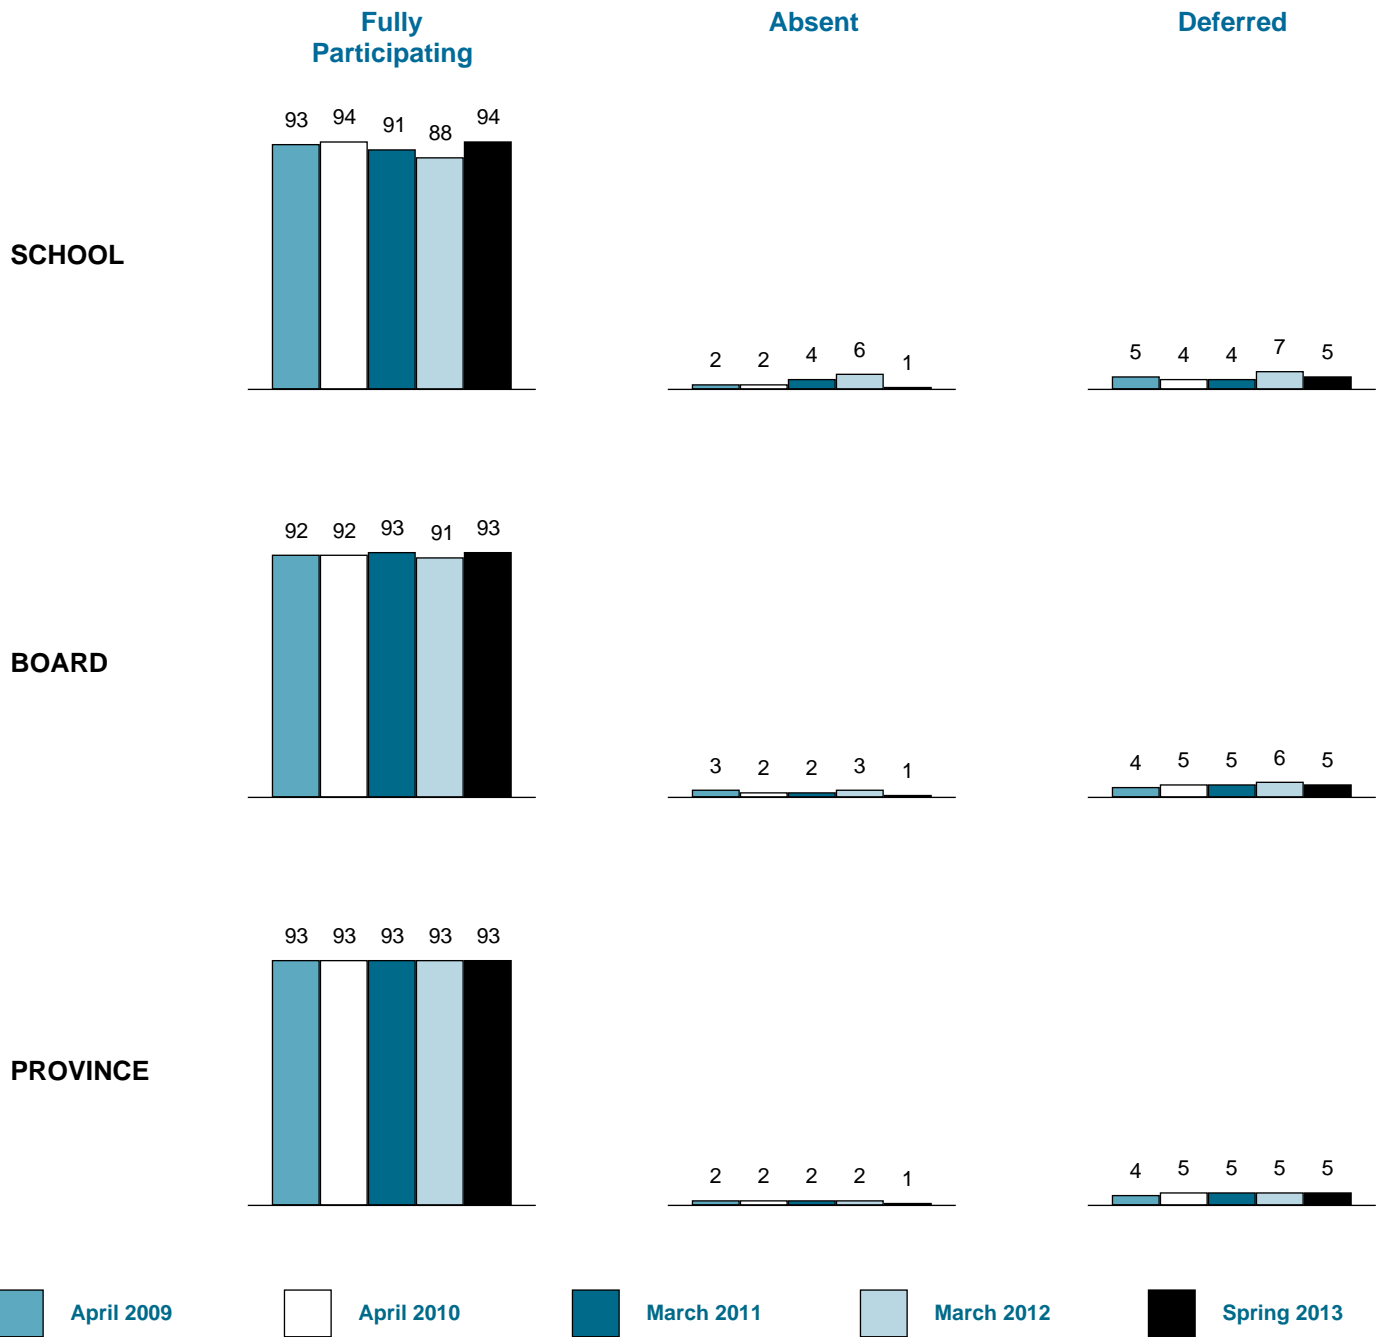 Fully
Participating
Absent
Deferred
SCHOOL
93 94 91 88 94
2 2 4 6 1
5 4 4 7 5
BOARD
92 92 93 91 93
3 2 2 3 1
4 5 5 6 5
PROVINCE
93 93 93 93 93
2 2 2 2 1
4 5 5 5 5
April 2009 April 2010 March 2011 March 2012 Spring 2013